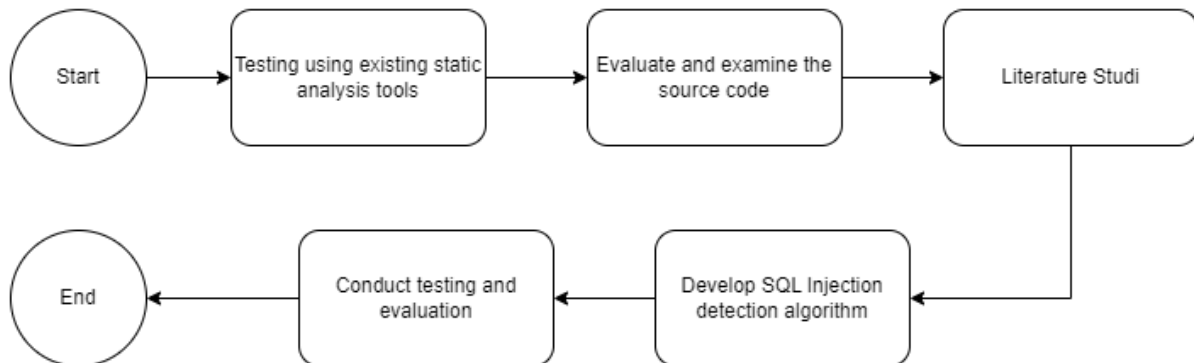 Start
Testing using existing static
analysis tools
Evaluate and examine the
source code
Literature Studi
End
Conduct testing and
evaluation
Develop SQL Injection
detection algorithm